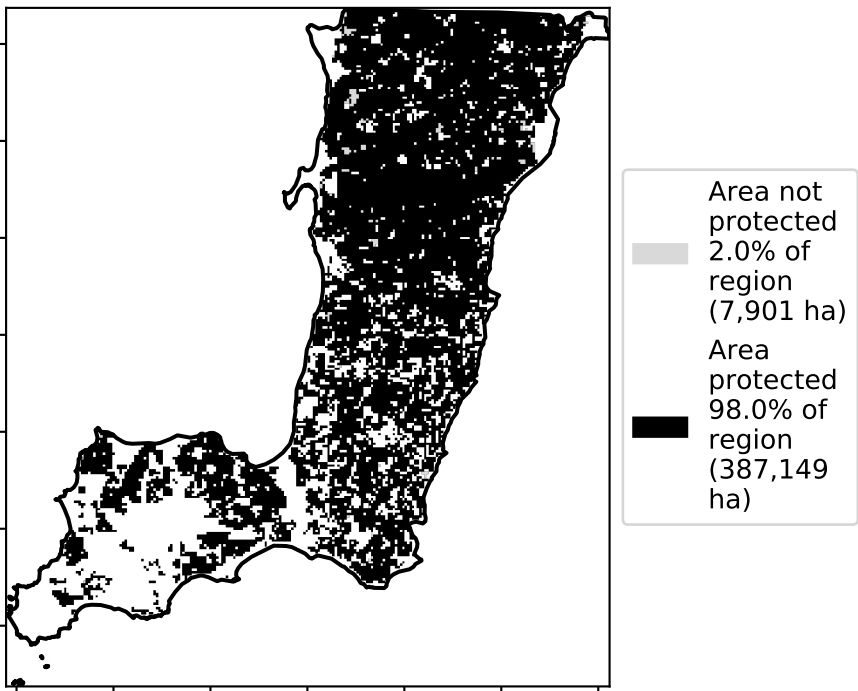 Area not
protected
2.0% of
region
(7,901 ha)
Area
protected
98.0% of
region
(387,149
ha)